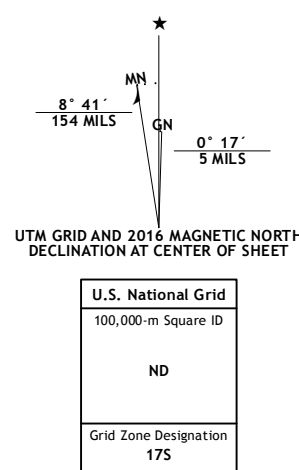 ★
MN
8° 41´
154 MILS
GN
0° 17´
5 MILS
UTM GRID AND 2016 MAGNETIC NORTH
DECLINATION AT CENTER OF SHEET
U.S. National Grid
100,000-m Square ID
ND
Grid Zone Designation
17S